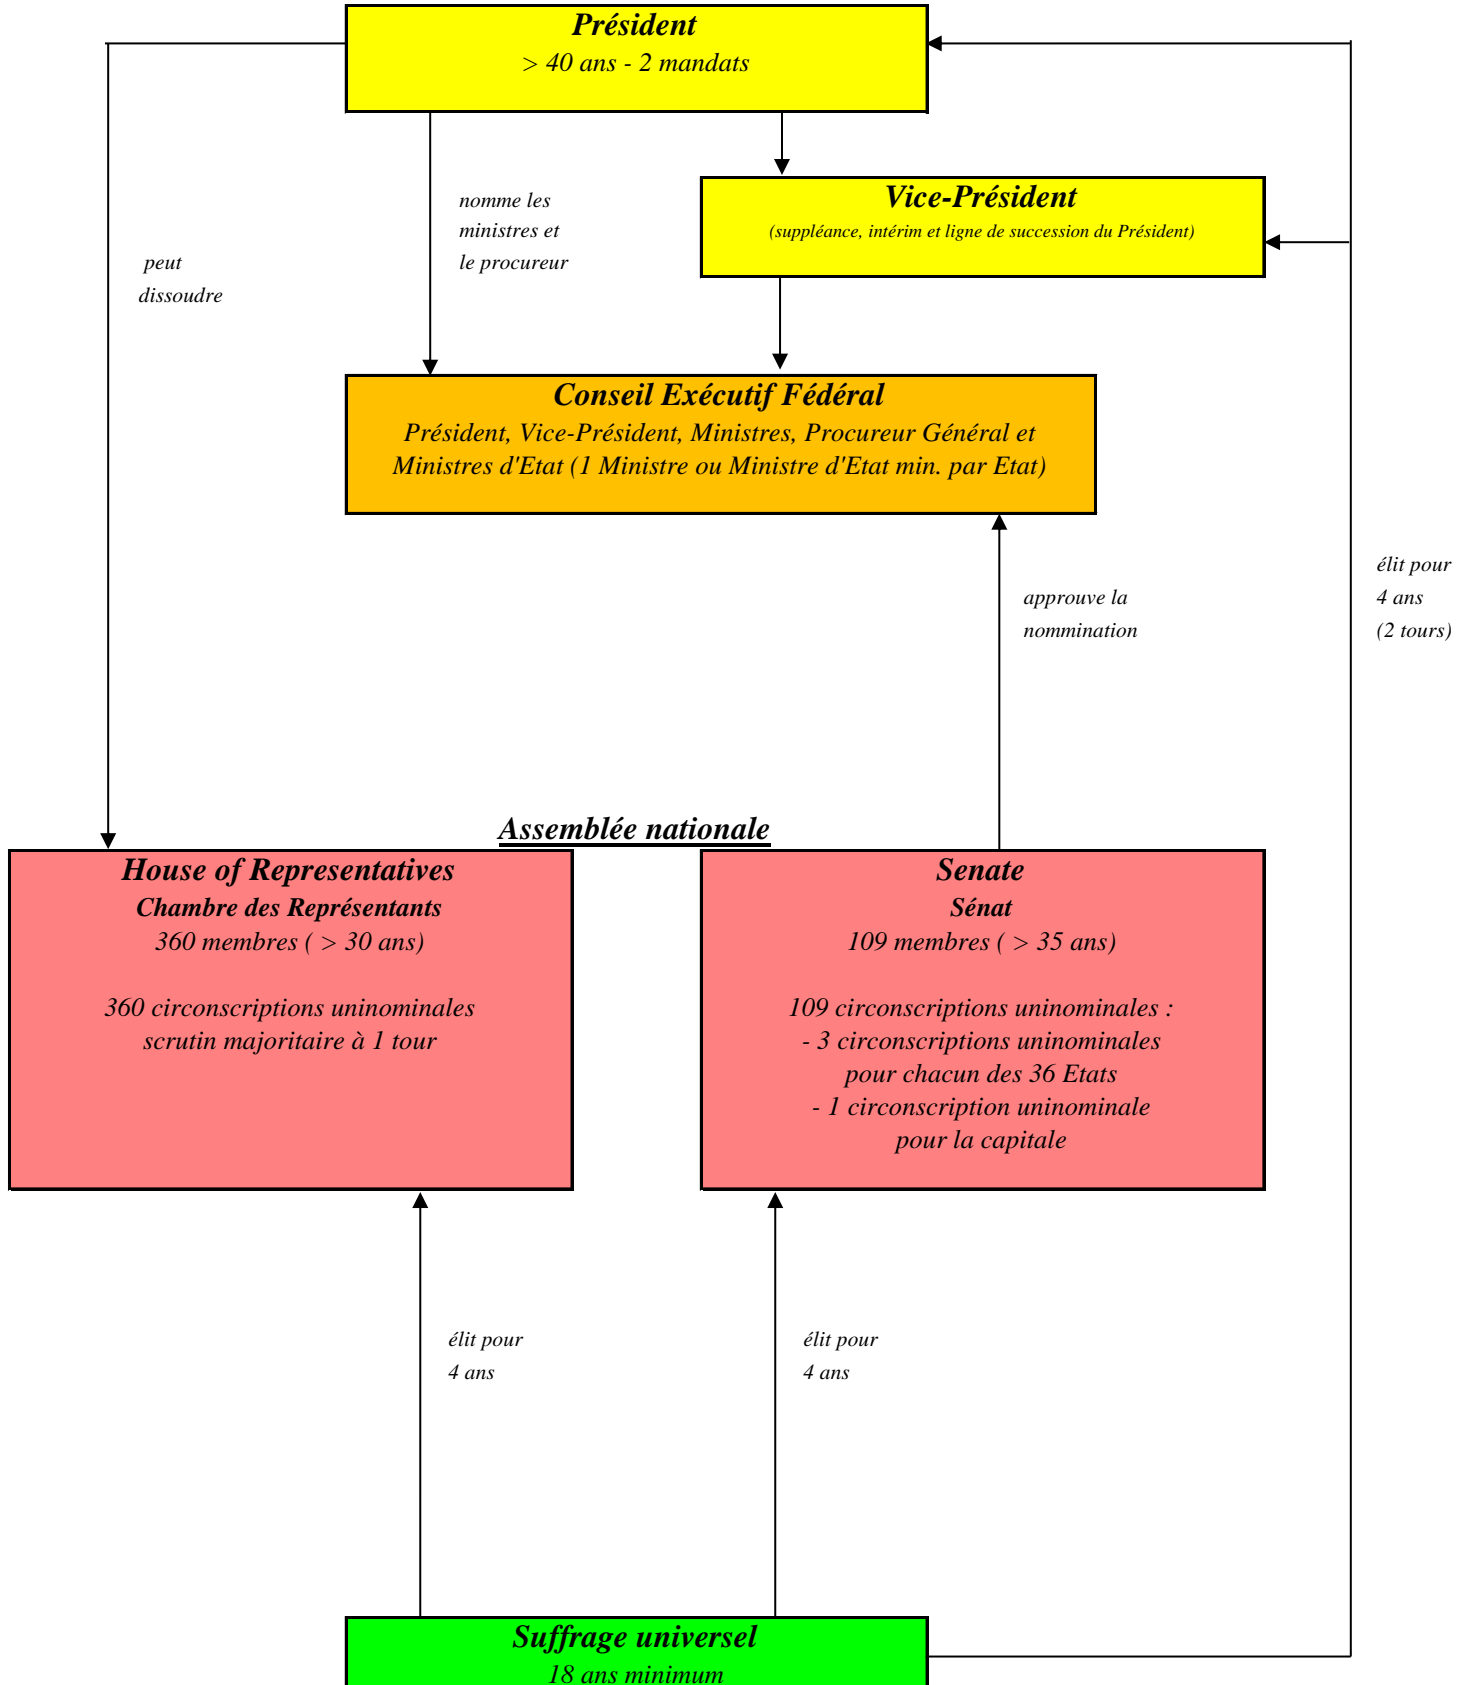 Président
> 40 ans - 2 mandats
Vice-Président
(suppléance, intérim et ligne de succession du Président)
nomme les
ministres et
le procureur
peut
dissoudre
Conseil Exécutif Fédéral
Président, Vice-Président, Ministres, Procureur Général et
Ministres d'Etat (1 Ministre ou Ministre d'Etat min. par Etat)
élit pour
4 ans
(2 tours)
approuve la
nommination
Assemblée nationale
House of Representatives
Chambre des Représentants
360 membres ( > 30 ans)
360 circonscriptions uninominales
scrutin majoritaire à 1 tour
Senate
Sénat
109 membres ( > 35 ans)
109 circonscriptions uninominales :
- 3 circonscriptions uninominales
pour chacun des 36 Etats
- 1 circonscription uninominale
pour la capitale
élit pour
4 ans
élit pour
4 ans
Suffrage universel
18 ans minimum